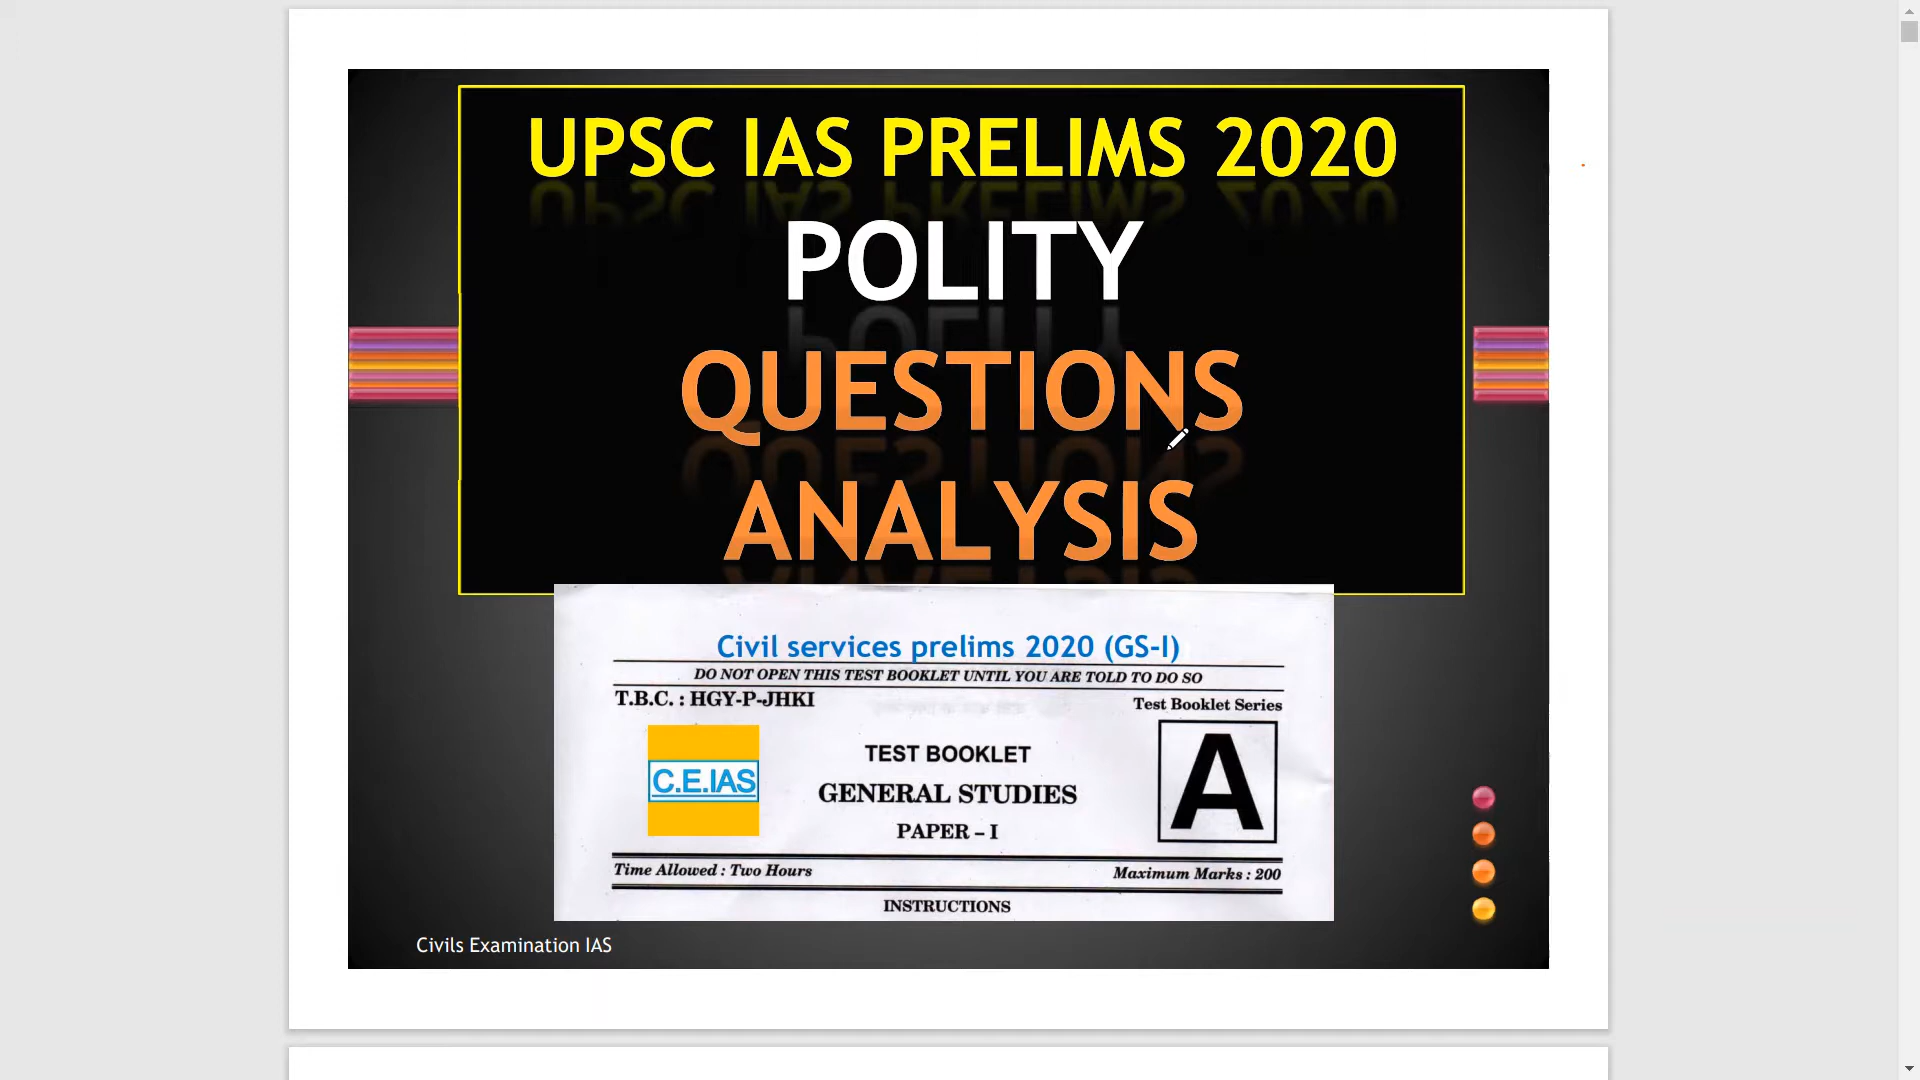 UPSC IAS PRELIMS 2020
POLITY
QUESTIONS
ANALYSIS
Civil services prelims 2020 (GS-I)
DO NOT OPEN THIS TEST BOOKLET UNTIL YOU ARE TOLD TO DO SO
T.B.C. : HGY-P-JHKI
Test Booklet Series
C.E.IAS
TEST BOOKLET
GENERAL STUDIES
PAPER – I
A
Time Allowed : Two Hours
Maximum Marks : 200
INSTRUCTIONS
Civils Examination IAS